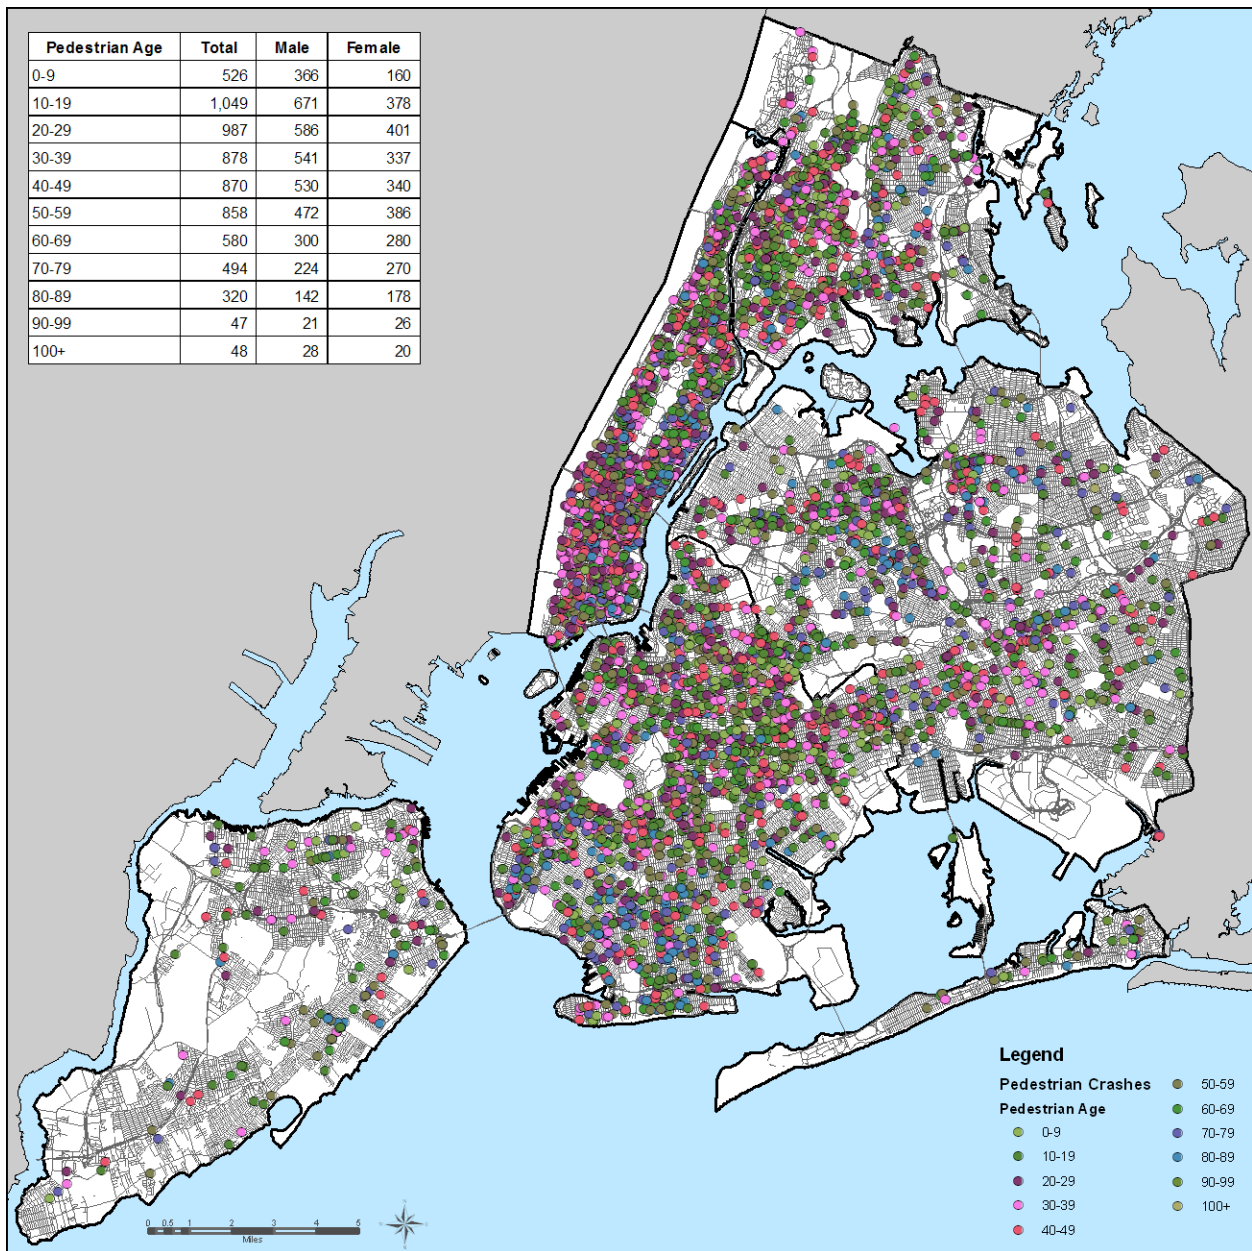 Pedestrian Age Total Male Female
0-9 526 366 160
10-19 1,049 671 378
20-29 987 586 401
30-39 878 541 337
40-49 870 530 340
50-59 858 472 386
60-69 580 300 280
70-79 494 224 270
80-89 320 142 178
90-99 47 21 26
100+ 48 28 20
Legend
Pedestrian Crashes
Pedestrian Age
0-9
10-19
20-29
30-39
40-49
50-59
60-69
70-79
80-89
90-99
100+
0 0.5 1 2 3 4 5
Miles